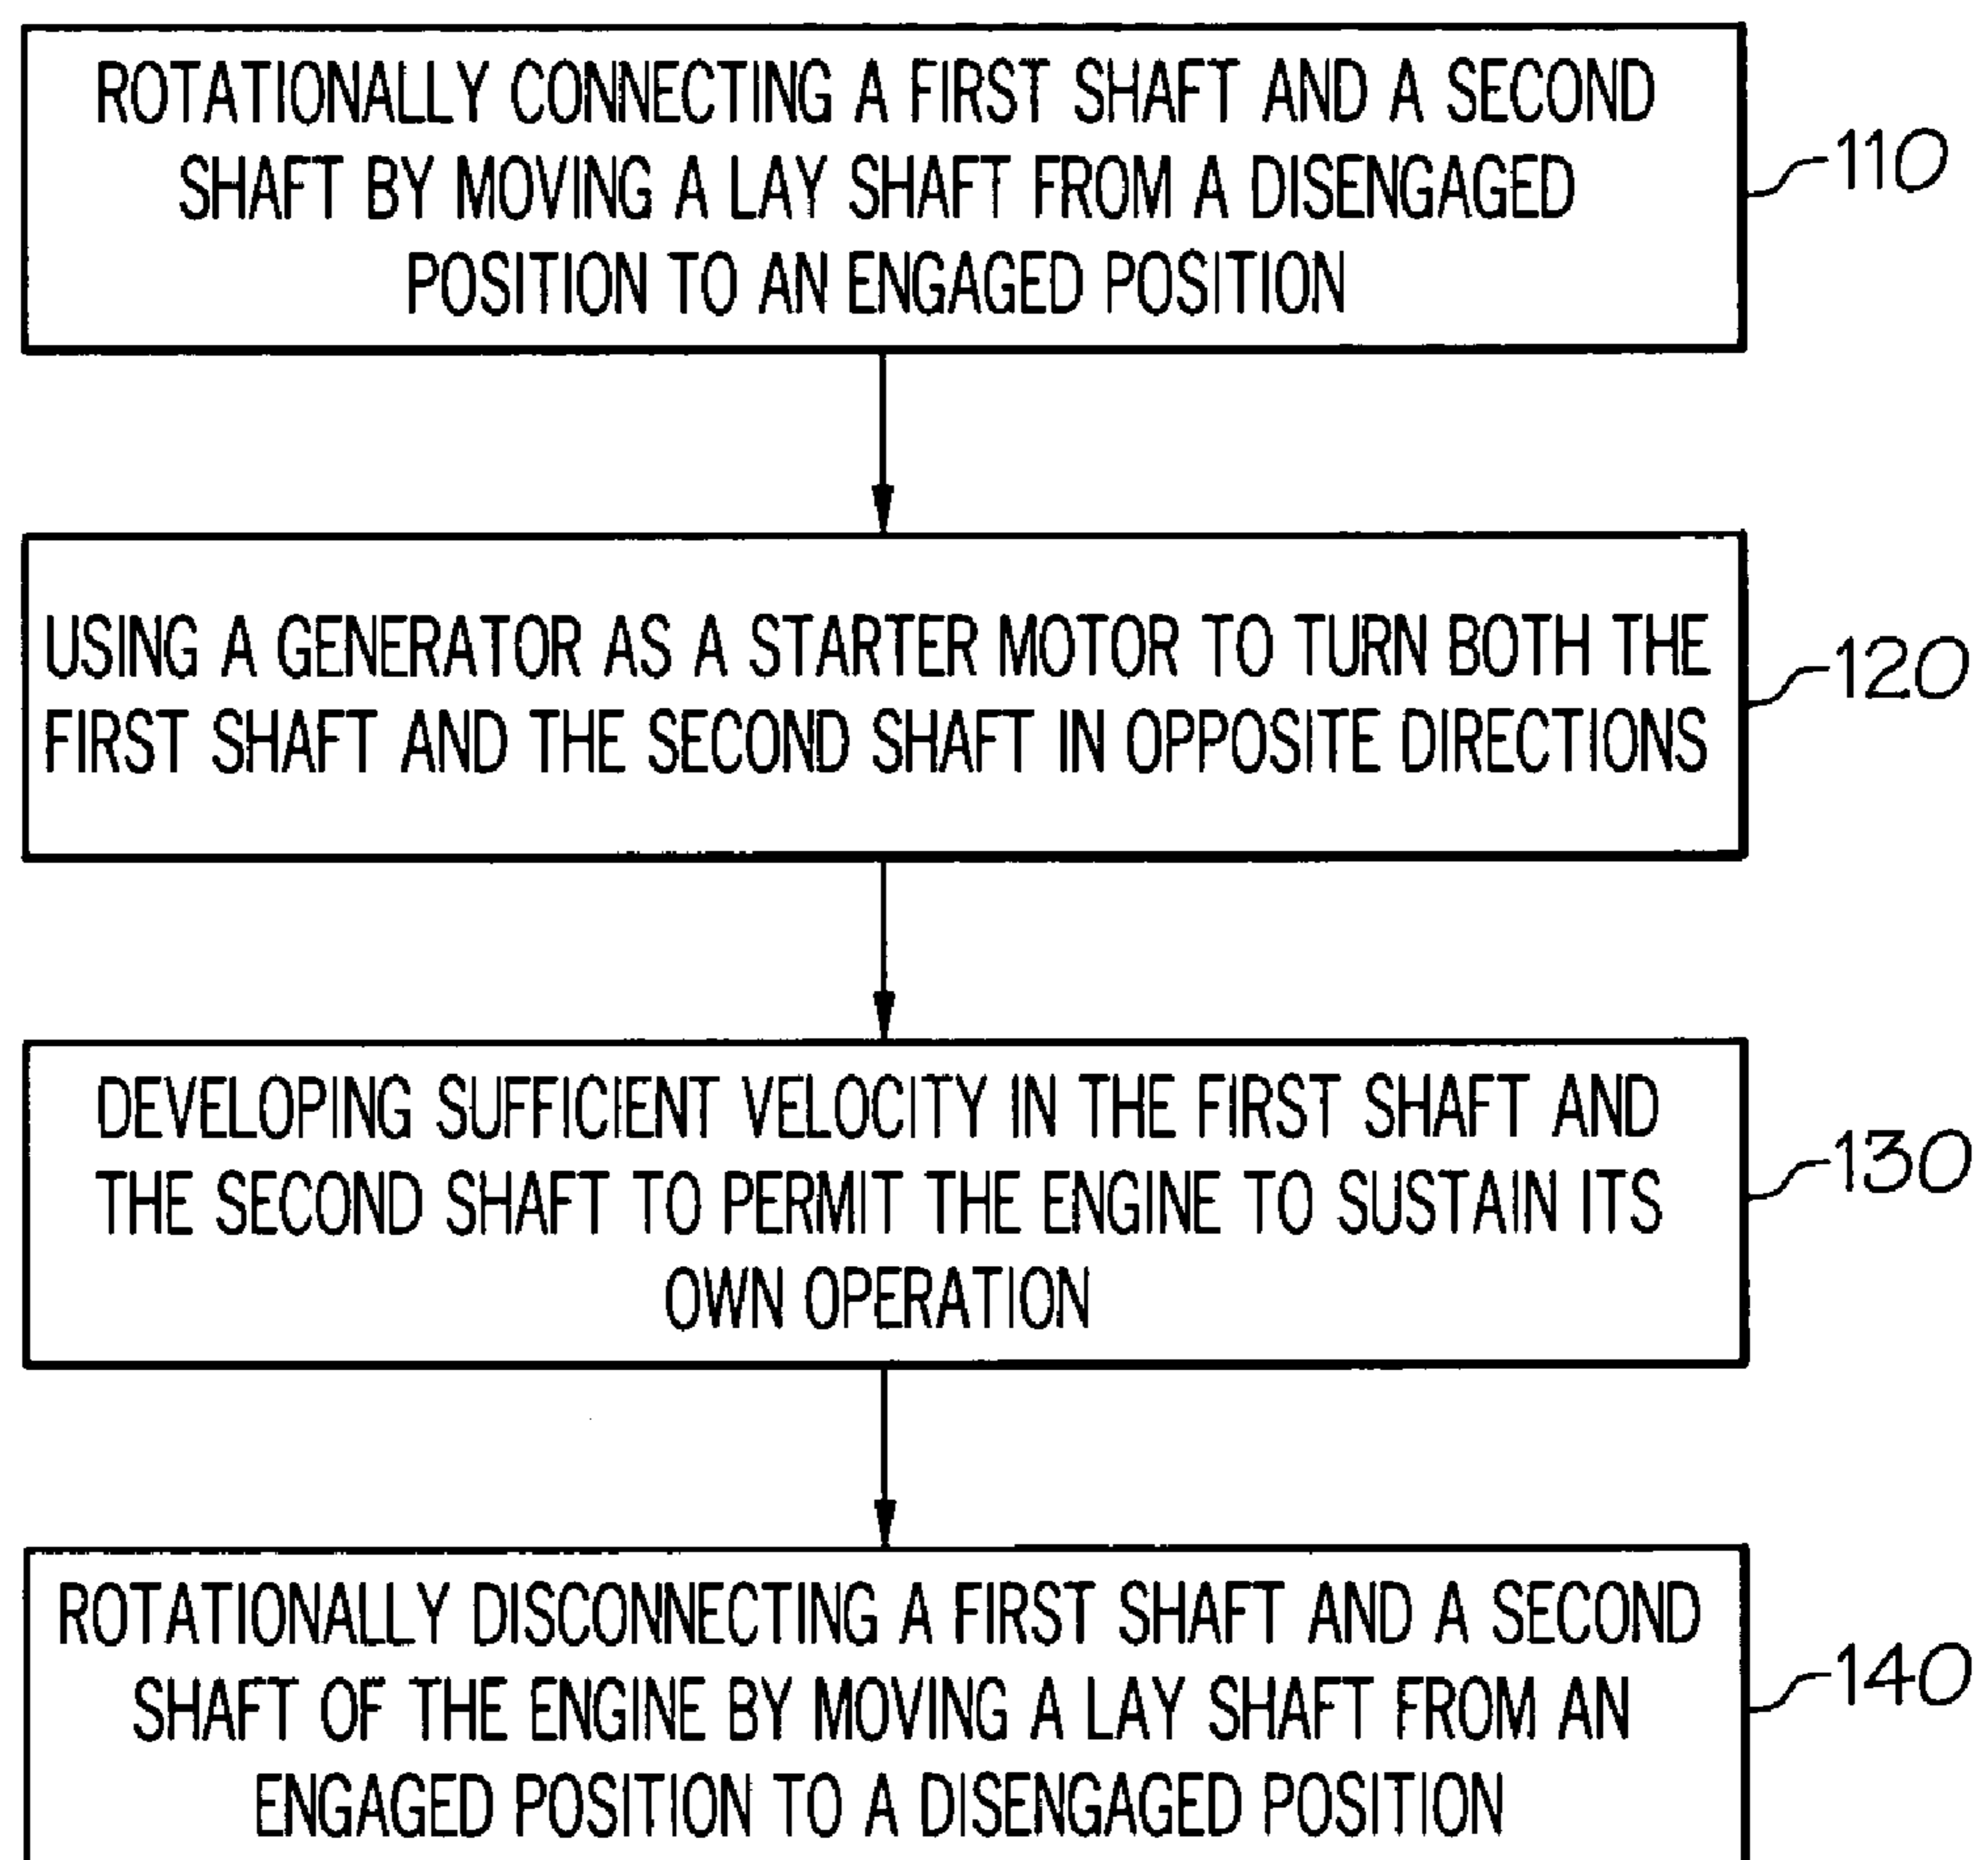 ROTATIONALLY CONNECTING A FIRST SHAFT AND A SECOND
SHAFT BY MOVING A LAY SHAFT FROM A DISENGAGED
POSITION TO AN ENGAGED POSITION
110
USING A GENERATOR AS A STARTER MOTOR TO TURN BOTH THE
FIRST SHAFT AND THE SECOND SHAFT IN OPPOSITE DIRECTIONS
120
DEVELOPING SUFFICIENT VELOCITY IN THE FIRST SHAFT AND
THE SECOND SHAFT TO PERMIT THE ENGINE TO SUSTAIN ITS
OWN OPERATION
130
ROTATIONALLY DISCONNECTING A FIRST SHAFT AND A SECOND
SHAFT OF THE ENGINE BY MOVING A LAY SHAFT FROM AN
ENGAGED POSITION TO A DISENGAGED POSITION
140